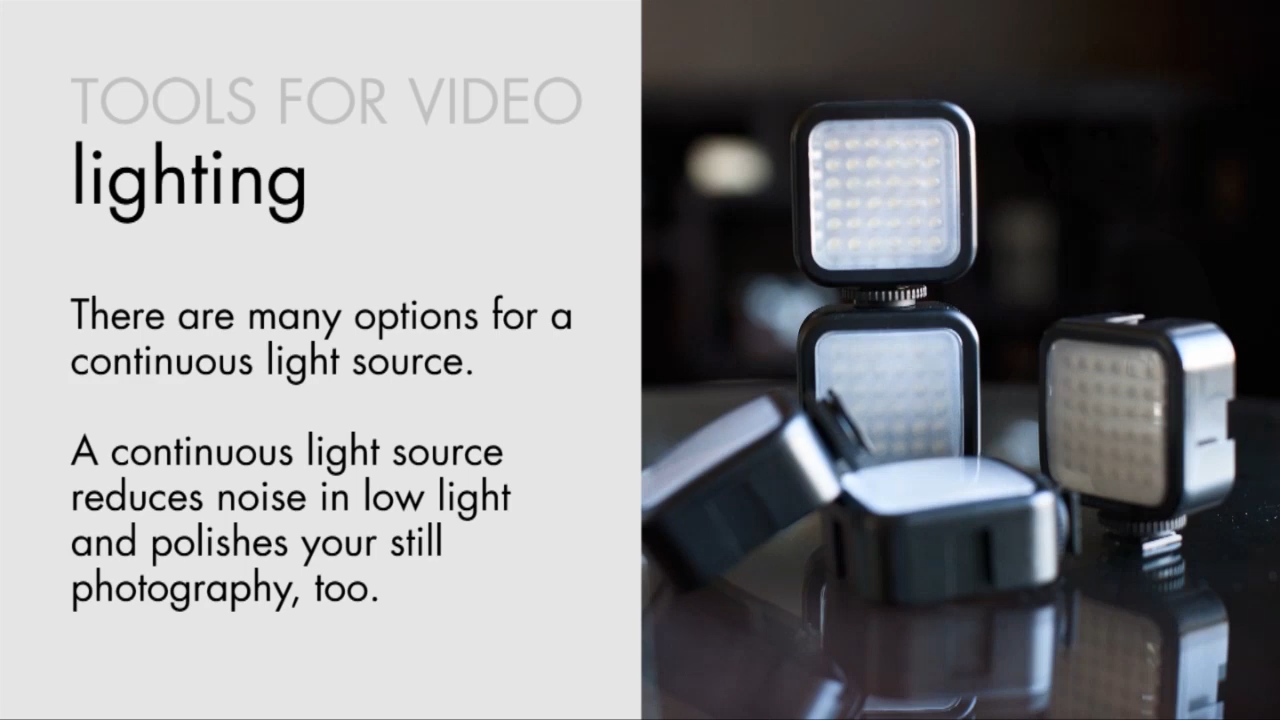 TOOLS FOR VIDEO
lighting
There are many options for a
continuous light source.
A continuous light source
reduces noise in low light
and polishes your still
photography, too.